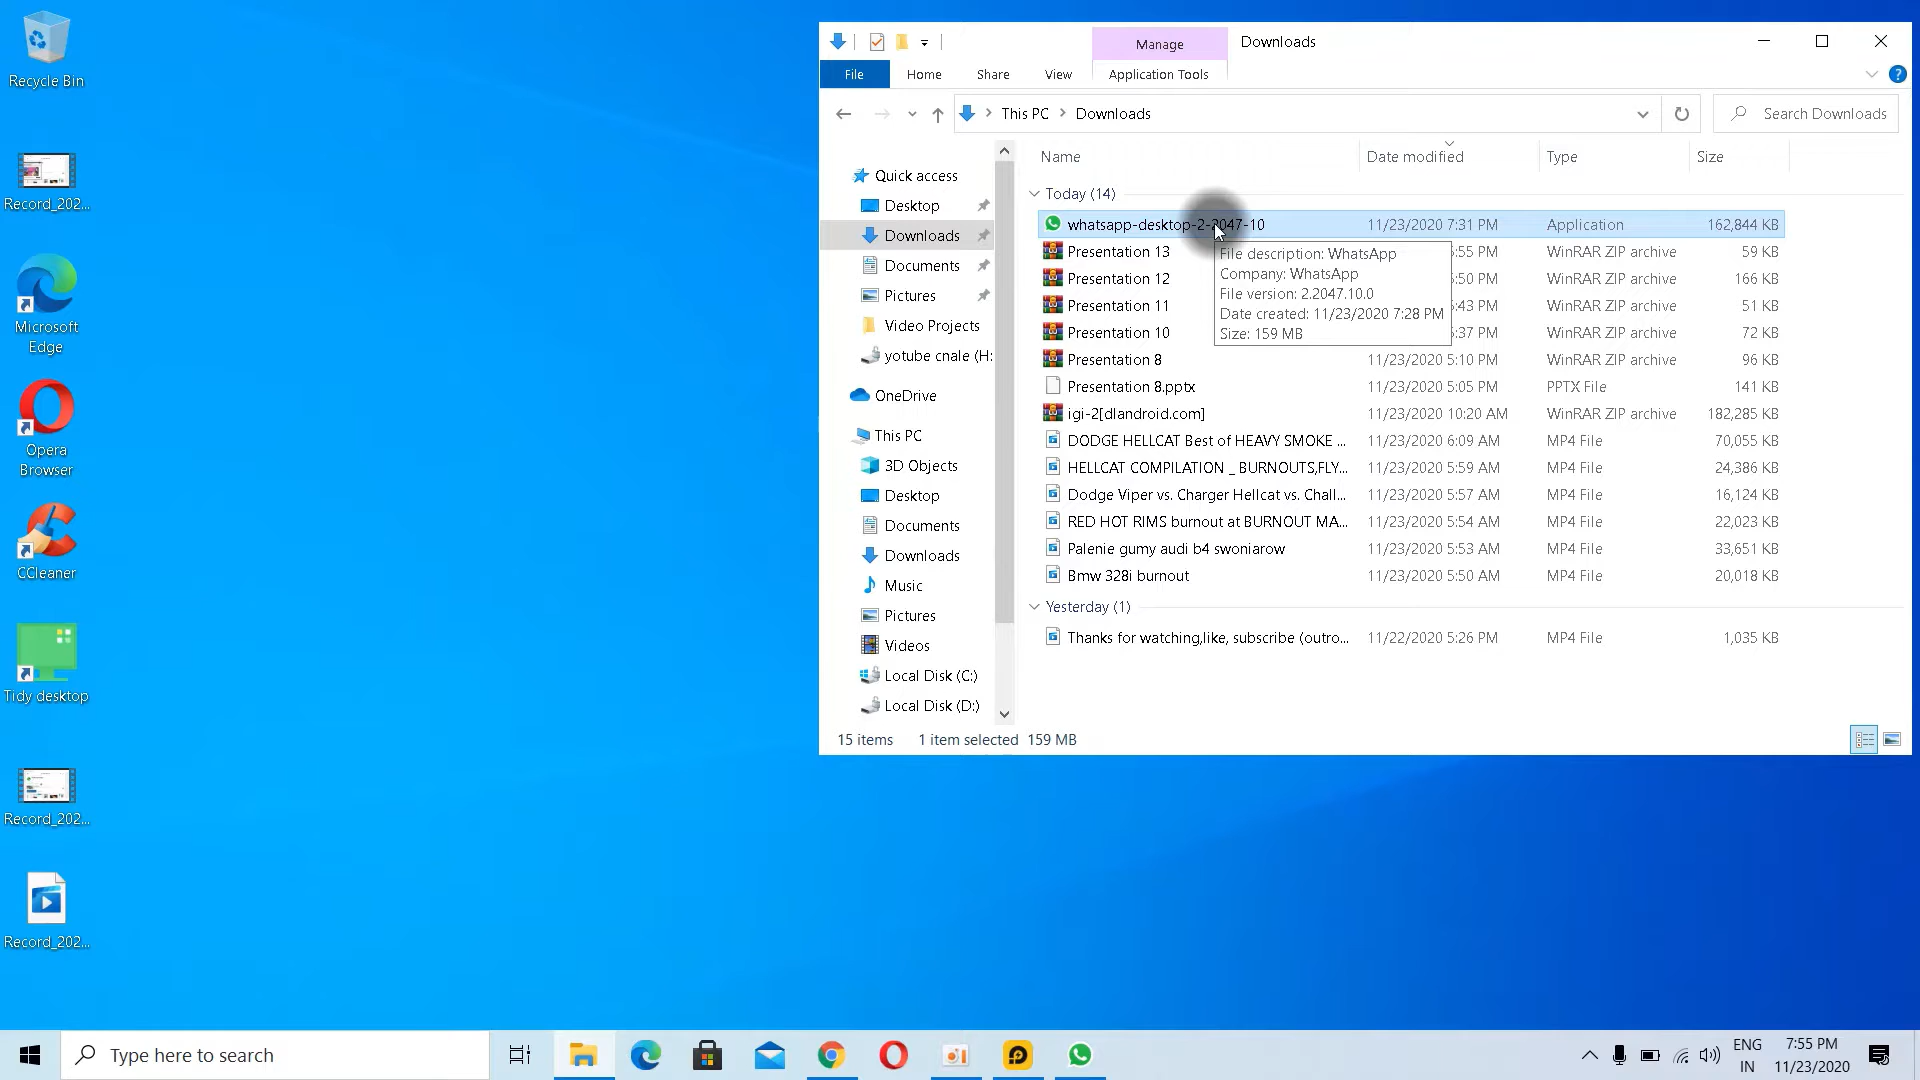 Recycle Bin
Record_202...
Microsoft
Edge
Opera
Browser
CCleaner
Tidy desktop
Record_202...
Record_202...
Manage
Downloads
File
Home
Share
View
Application Tools
This PC
Downloads
Search Downloads
Quick access
Desktop
Downloads
Documents
Pictures
Video Projects
yotube cnale (H:
OneDrive
This PC
3D Objects
Desktop
Documents
Downloads
Music
Pictures
Videos
Local Disk (C:)
Local Disk (D:)
Name Date modified Type Size
Today (14)
whatsapp-desktop-2-2047-10 11/23/2020 7:31 PM Application 162,844 KB
Presentation 13 :55 PM WinRAR ZIP archive 59 KB
Presentation 12 :50 PM WinRAR ZIP archive 166 KB
Presentation 11 :43 PM WinRAR ZIP archive 51 KB
Presentation 10 :37 PM WinRAR ZIP archive 72 KB
Presentation 8 11/23/2020 5:10 PM WinRAR ZIP archive 96 KB
Presentation 8.pptx 11/23/2020 5:05 PM PPTX File 141 KB
igi-2[dlandroid.com] 11/23/2020 10:20 AM WinRAR ZIP archive 182,285 KB
DODGE HELLCAT Best of HEAVY SMOKE ... 11/23/2020 6:09 AM MP4 File 70,055 KB
HELLCAT COMPILATION _ BURNOUTS,FLY... 11/23/2020 5:59 AM MP4 File 24,386 KB
Dodge Viper vs. Charger Hellcat vs. Chall... 11/23/2020 5:57 AM MP4 File 16,124 KB
RED HOT RIMS burnout at BURNOUT MA... 11/23/2020 5:54 AM MP4 File 22,023 KB
Palenie gumy audi b4 swoniarow 11/23/2020 5:53 AM MP4 File 33,651 KB
Bmw 328i burnout 11/23/2020 5:50 AM MP4 File 20,018 KB
Yesterday (1)
Thanks for watching,like, subscribe (outro... 11/22/2020 5:26 PM MP4 File 1,035 KB
File description: WhatsApp
Company: WhatsApp
File version: 2.2047.10.0
Date created: 11/23/2020 7:28 PM
Size: 159 MB
15 items 1 item selected 159 MB
Type here to search
ENG
IN
7:55 PM
11/23/2020